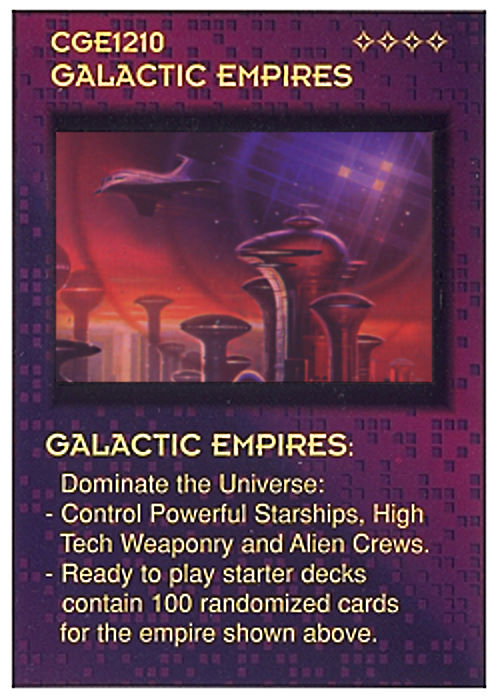 CGE1210
GALACTIC EMPIRES
GALACTIC EMPIRES:
Dominate the Universe:
- Control Powerful Starships, High
Tech Weaponry and Alien Crews.
- Ready to play starter decks
contain 100 randomized cards
for the empire shown above.